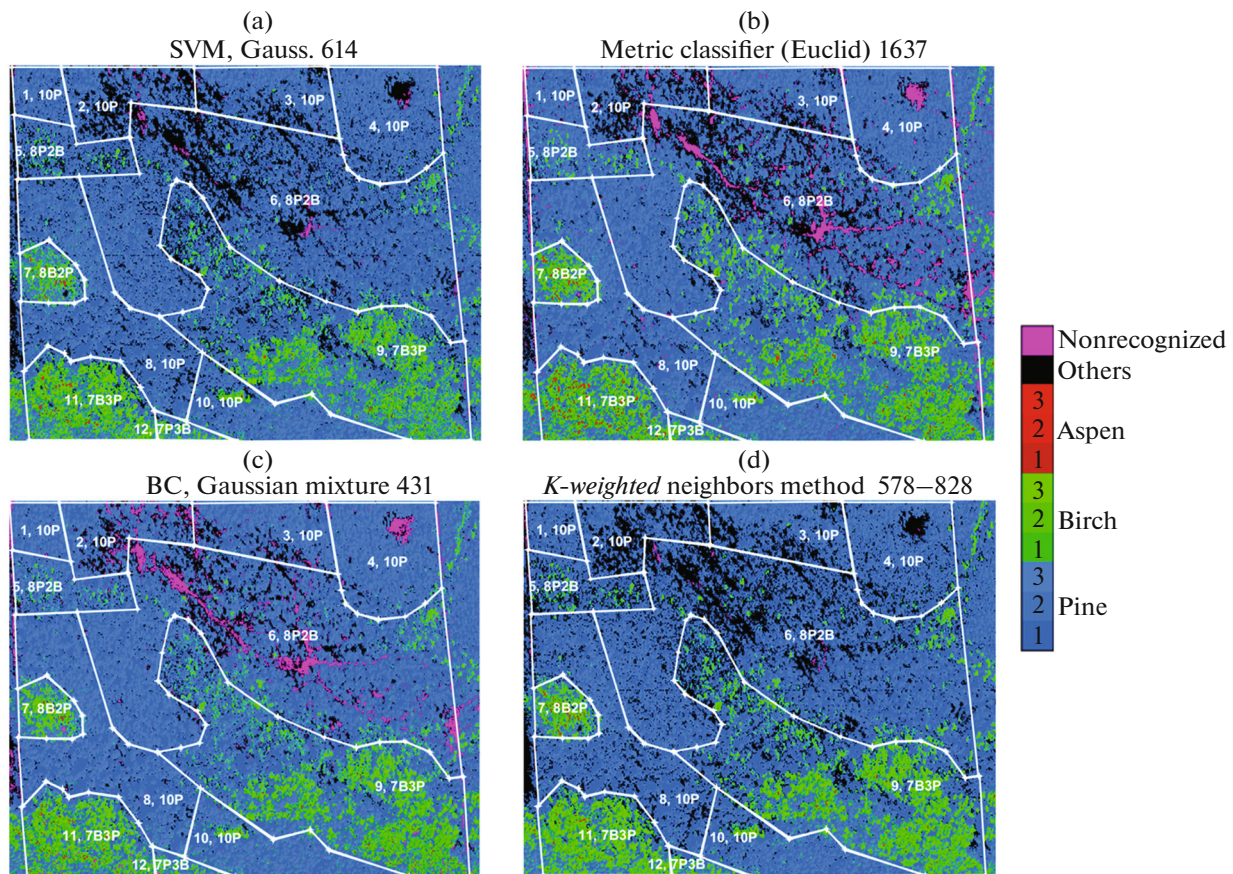 (a)
SVM, Gauss. 614
(b)
Metric classifier (Euclid) 1637
1, 10P
2, 10P
3, 10P
4, 10P
5, 8P2B
6, 8P2B
7, 8B2P
8, 10P
9, 7B3P
10, 10P
11, 7B3P
12, 7P3B
1, 10P
2, 10P
3, 10P
4, 10P
5, 8P2B
6, 8P2B
7, 8B2P
8, 10P
9, 7B3P
10, 10P
11, 7B3P
12, 7P3B
(c)
BC, Gaussian mixture 431
(d)
K-weighted neighbors method 578–828
1, 10P
2, 10P
3, 10P
4, 10P
5, 8P2B
6, 8P2B
7, 8B2P
8, 10P
9, 7B3P
10, 10P
11, 7B3P
12, 7P3B
1, 10P
2, 10P
3, 10P
4, 10P
5, 8P2B
6, 8P2B
7, 8B2P
8, 10P
9, 7B3P
10, 10P
11, 7B3P
12, 7P3B
Nonrecognized
Others
3
2 Aspen
1
3
2 Birch
1
3
2 Pine
1